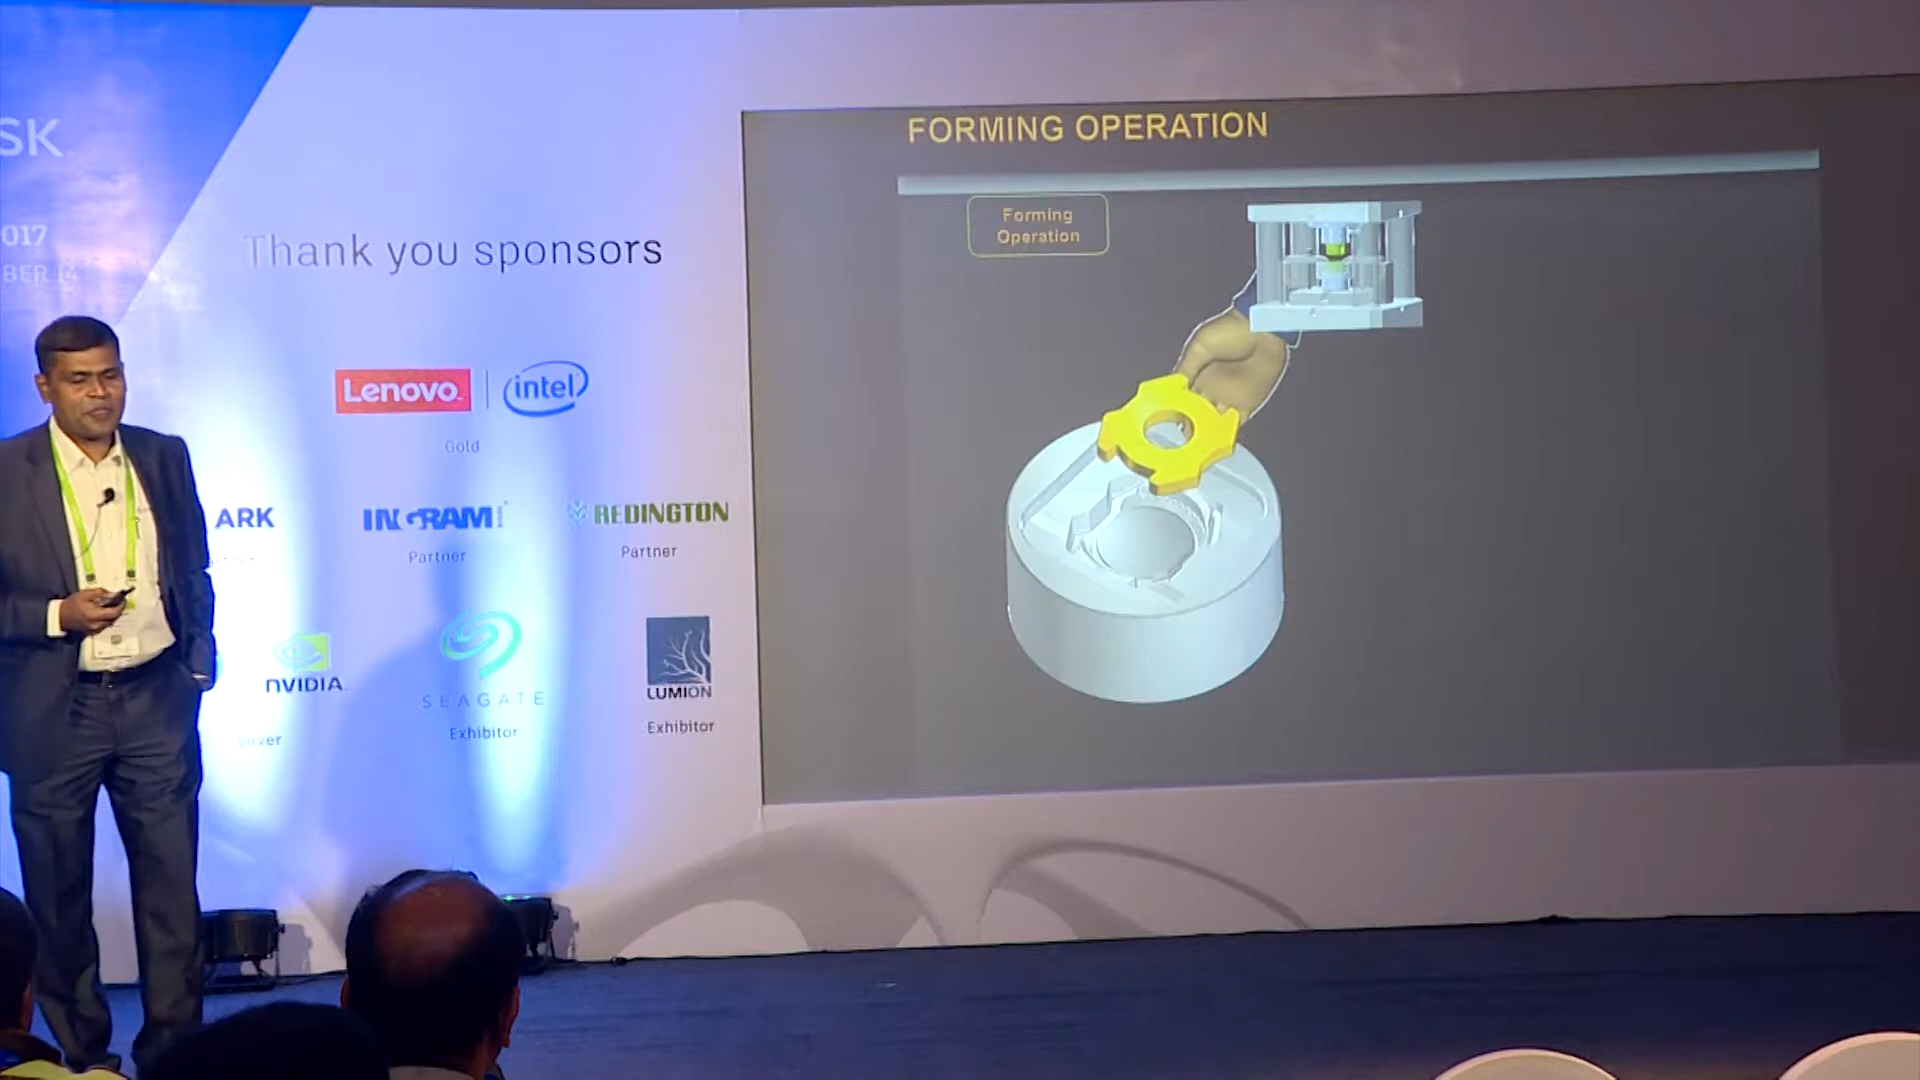 SK
017
BER 14
Thank you sponsors
Lenovo
intel
Gold
ARK
INGRAM
REDINGTON
Partner
Partner
NVIDIA
SEAGATE
LUMION
Silver
Exhibitor
Exhibitor
FORMING OPERATION
Forming
Operation